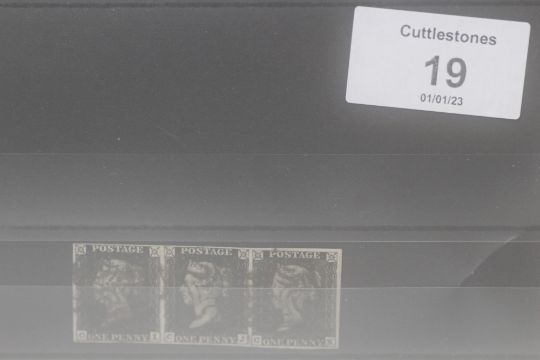 Cuttlestones
19
01/01/23
POSTAGE POSTAGE POSTAGE
ONE PENNY ONE PENNY ONE PENNY